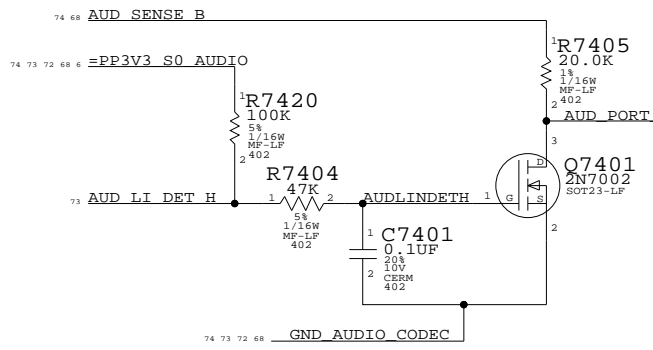 74 68 AUD_SENSE_B
74 73 72 68 6 =PP3V3_S0_AUDIO
1
R7405
20.0K
1%
1/16W
MF-LF
402
2
AUD_PORT_
1
R7420
100K
5%
1/16W
MF-LF
402
2
3
D
Q7401
2N7002
SOT23-LF
G
S
1
2
R7404
47K
73 AUD_LI_DET_H
1
2
5%
1/16W
MF-LF
402
AUDLINDETH
1
C7401
0.1UF
20%
10V
CERM
402
2
74 73 72 68 GND_AUDIO_CODEC